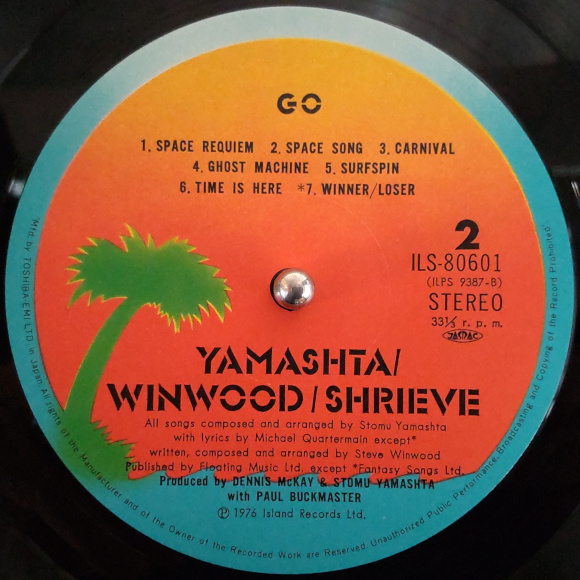 GO
1. SPACE REQUIEM 2. SPACE SONG 3. CARNIVAL
4. GHOST MACHINE 5. SURFSPIN
6. TIME IS HERE *7. WINNER/LOSER
2
ILS-80601
(ILPS 9387-B)
STEREO
33⅓ r. p. m.
JASRAC
YAMASHTA/
WINWOOD/SHRIEVE
All songs composed and arranged by Stomu Yamashta
with lyrics by Michael Quartermain except*
written, composed and arranged by Steve Winwood
Published by Floating Music Ltd. except *Fantasy Songs Ltd.
Produced by DENNIS McKAY & STOMU YAMASHTA
with PAUL BUCKMASTER
℗ 1976 Island Records Ltd.
Mfd. by TOSHIBA EMI LTD. in Japan. All rights of the Manufacturer and of the Owner of the Recorded Work are Reserved. Unauthorized Public Performance, Broadcasting and Copying of the Record Prohibited